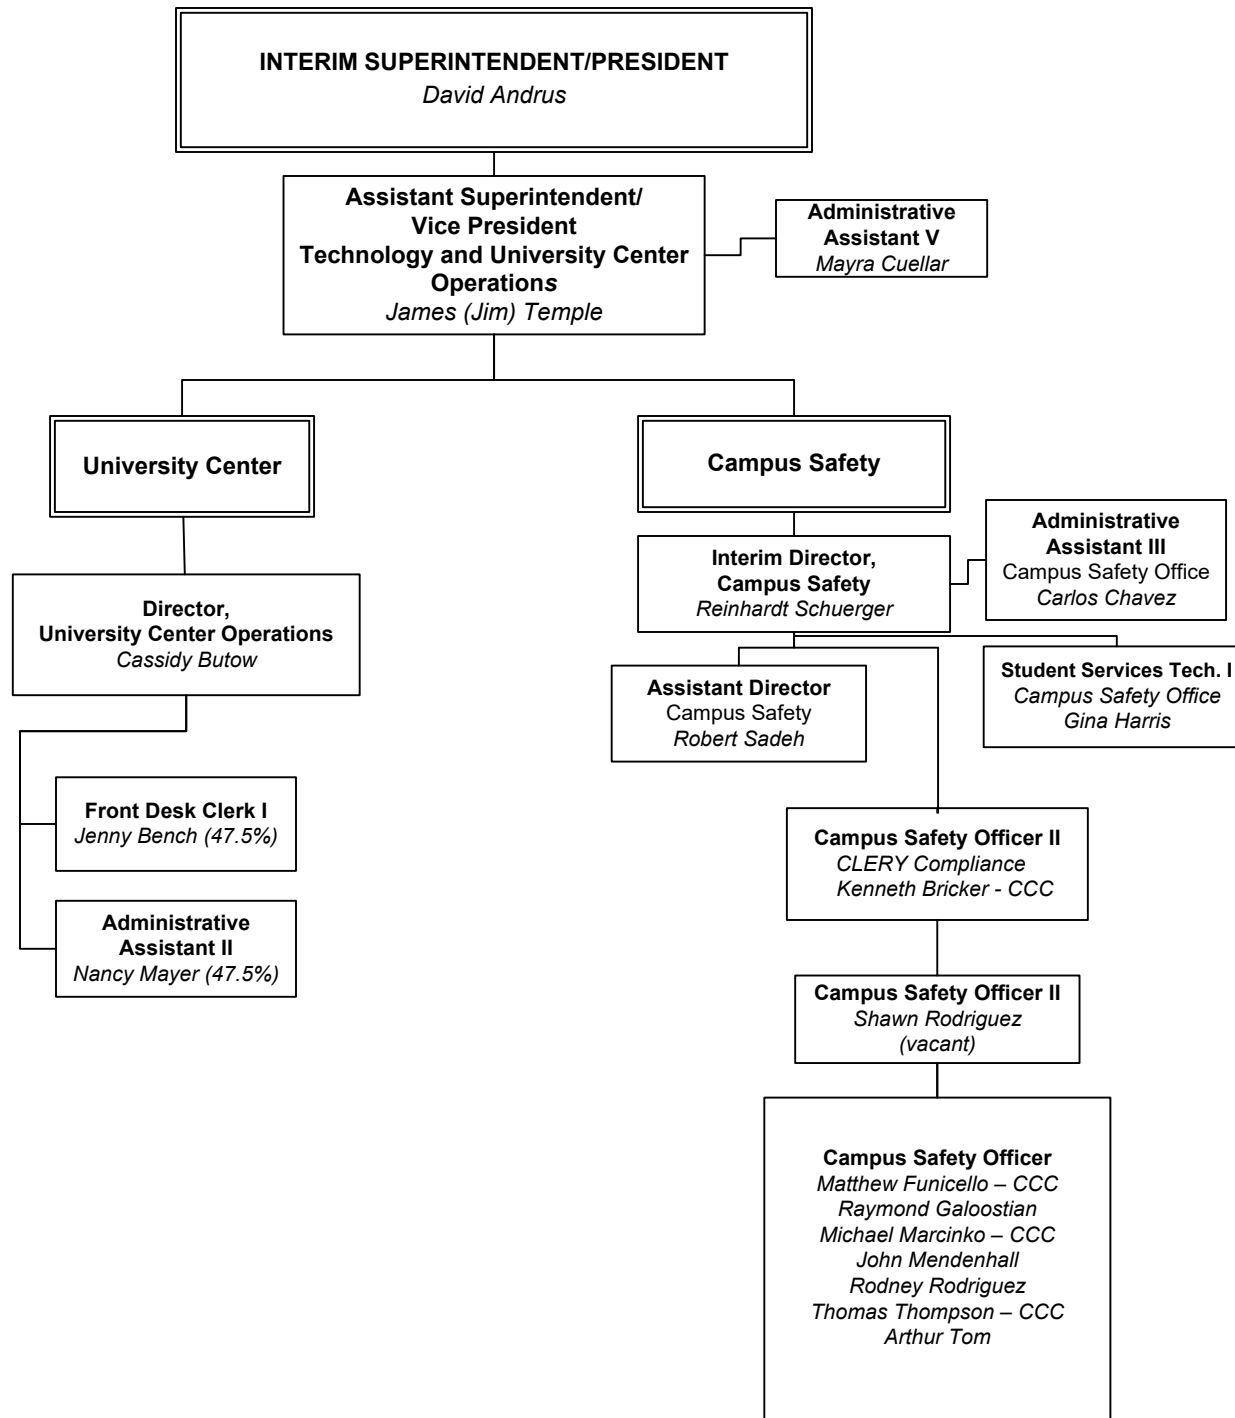 INTERIM SUPERINTENDENT/PRESIDENT
David Andrus
Assistant Superintendent/
Vice President
Technology and University Center
Operations
James (Jim) Temple
Administrative
Assistant V
Mayra Cuellar
University Center
Director,
University Center Operations
Cassidy Butow
Front Desk Clerk I
Jenny Bench (47.5%)
Administrative
Assistant II
Nancy Mayer (47.5%)
Campus Safety
Interim Director,
Campus Safety
Reinhardt Schuerger
Administrative
Assistant III
Campus Safety Office
Carlos Chavez
Assistant Director
Campus Safety
Robert Sadeh
Student Services Tech. I
Campus Safety Office
Gina Harris
Campus Safety Officer II
CLERY Compliance
Kenneth Bricker - CCC
Campus Safety Officer II
Shawn Rodriguez
(vacant)
Campus Safety Officer
Matthew Funicello – CCC
Raymond Galoostian
Michael Marcinko – CCC
John Mendenhall
Rodney Rodriguez
Thomas Thompson – CCC
Arthur Tom